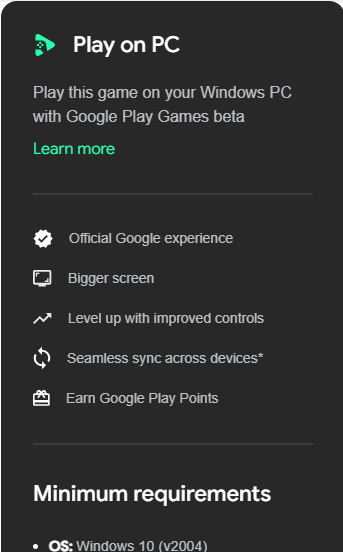 Play on PC
Play this game on your Windows PC
with Google Play Games beta
Learn more
Official Google experience
Bigger screen
Level up with improved controls
Seamless sync across devices*
Earn Google Play Points
Minimum requirements
• OS: Windows 10 (v2004)